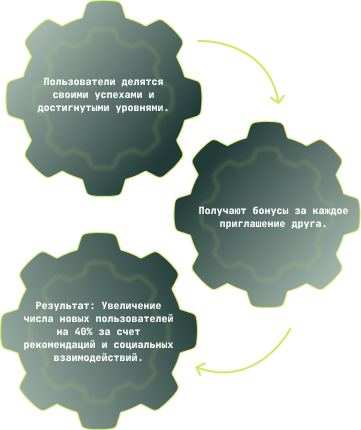 Пользователи делятся
своими успехами и
достигнутыми уровнями.
Получают бонусы за каждое
приглашение друга.
Результат: Увеличение
числа новых пользователей
на 40% за счет
рекомендаций и социальных
взаимодействий.